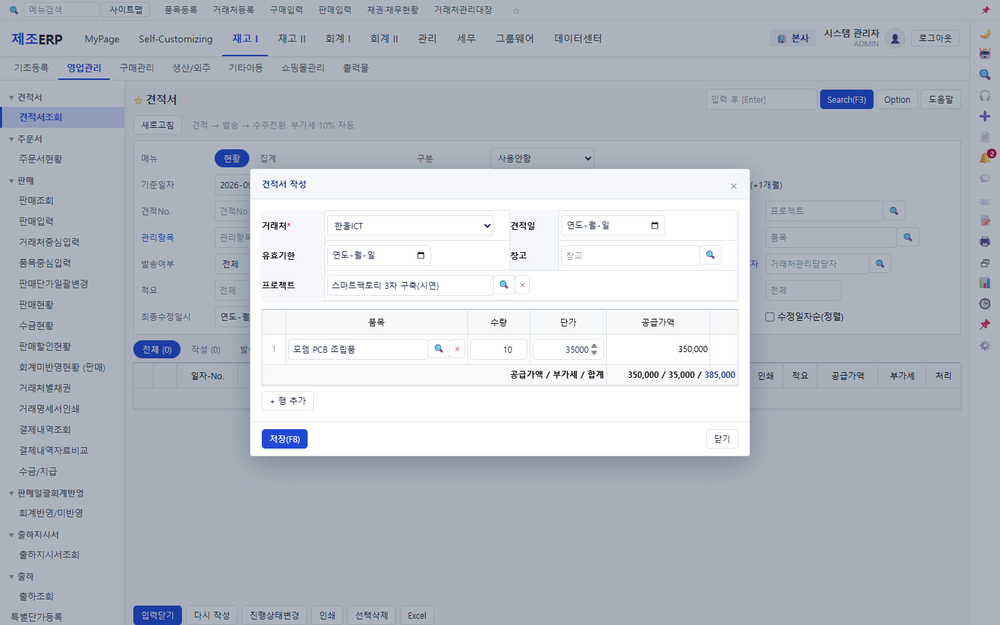 메뉴검색 사이트맵 품목등록 거래처등록 구매입력 판매입력 채권·채무현황 거래처관리대장 ☆
제조ERP MyPage Self-Customizing 재고 I 재고 II 회계 I 회계 II 관리 세무 그룹웨어 데이터센터 본사 시스템 관리자 로그아웃
ADMIN
기초등록 영업관리 구매관리 생산/외주 기타이동 쇼핑몰관리 출력물
▼ 견적서
견적서조회
▼ 주문서
주문서현황
▼ 판매
판매조회
판매입력
거래처중심입력
품목중심입력
판매단가일괄변경
판매현황
수금현황
판매할인현황
회계미반영현황 (판매)
거래처별채권
거래명세서인쇄
결제내역조회
결제내역자료비교
수금/지급
▼ 판매일괄회계반영
회계반영/미반영
▼ 출하지시서
출하지시서조회
▼ 출하
출하조회
특별단가등록
☆ 견적서 입력 후 [Enter] Search(F3) Option 도움말
새로고침 견적 → 발송 → 수주전환. 부가세 10% 자동.
메뉴 현황 집계 구분 사용안함
기준일자 2026-09 (+1개월)
견적No. 견적No. 프로젝트
관리항목 관리항목 품목
발송여부 전체 자 거래처관리담당자
적요 전체 전체
최종수정일시 연도-월 수정일자순(정렬)
전체 (0) 작성 (0)
일자-No. 인쇄 적요 공급가액 부가세 처리
견적서 작성 ×
거래처* 한울ICT 견적일 연도-월-일
유효기한 연도-월-일 창고 창고
프로젝트 스마트팩토리 3차 구축(시연) ×
품목 수량 단가 공급가액
1 모뎀 PCB 조립품 × 10 35000 350,000
공급가액 / 부가세 / 합계 350,000 / 35,000 / 385,000
+ 행 추가
저장(F8) 닫기
입력닫기 다시 작성 진행상태변경 인쇄 선택삭제 Excel
2